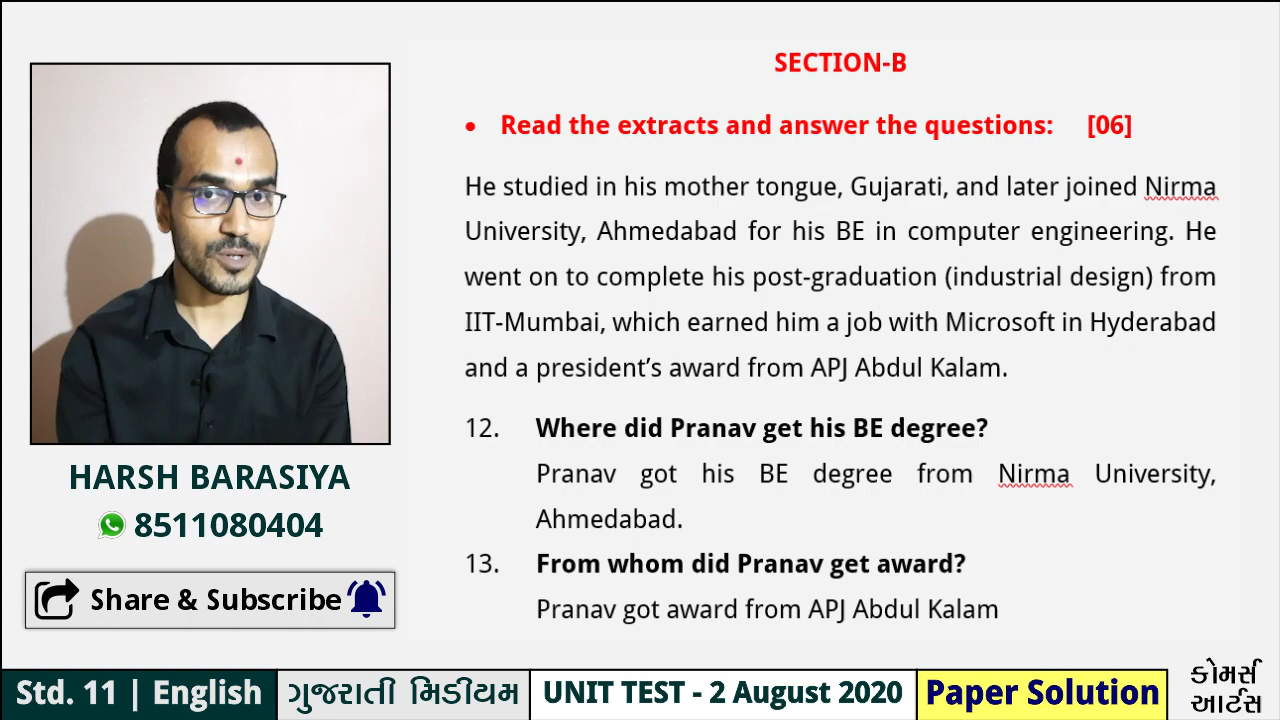 SECTION-B
• Read the extracts and answer the questions: [06]
He studied in his mother tongue, Gujarati, and later joined Nirma
University, Ahmedabad for his BE in computer engineering. He
went on to complete his post-graduation (industrial design) from
IIT-Mumbai, which earned him a job with Microsoft in Hyderabad
and a president’s award from APJ Abdul Kalam.
12. Where did Pranav get his BE degree?
Pranav got his BE degree from Nirma University,
Ahmedabad.
13. From whom did Pranav get award?
Pranav got award from APJ Abdul Kalam
HARSH BARASIYA
8511080404
Share & Subscribe
Std. 11 | English
ગુજરાતી મિડીયમ
UNIT TEST - 2 August 2020
Paper Solution
કોમર્સ
આર્ટસ